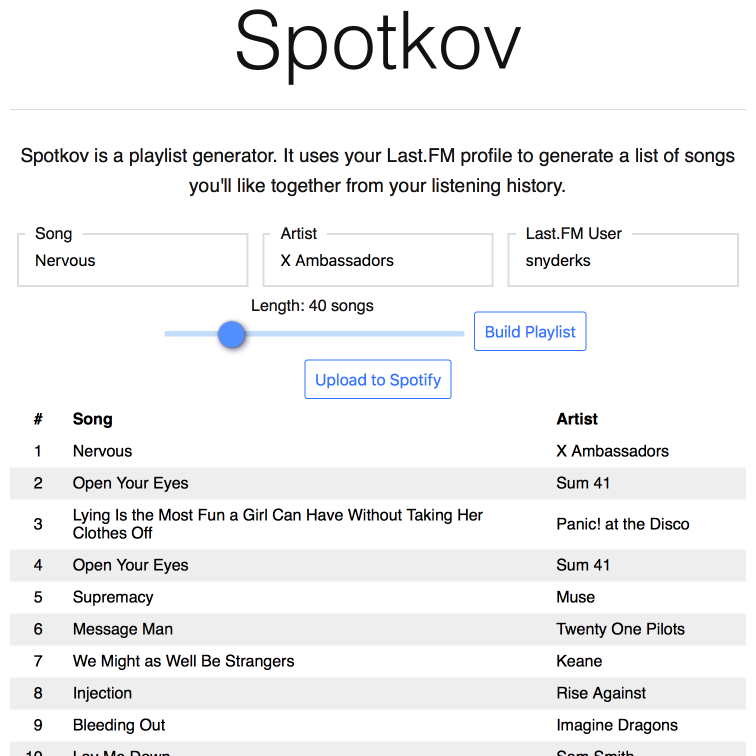 Spotkov
Spotkov is a playlist generator. It uses your Last.FM profile to generate a list of songs
you'll like together from your listening history.
Song Artist Last.FM User
Nervous X Ambassadors snyderks
Length: 40 songs
Build Playlist
Upload to Spotify
# Song Artist
1 Nervous X Ambassadors
2 Open Your Eyes Sum 41
3 Lying Is the Most Fun a Girl Can Have Without Taking Her
Clothes Off Panic! at the Disco
4 Open Your Eyes Sum 41
5 Supremacy Muse
6 Message Man Twenty One Pilots
7 We Might as Well Be Strangers Keane
8 Injection Rise Against
9 Bleeding Out Imagine Dragons
10 Lay Me Down Sam Smith